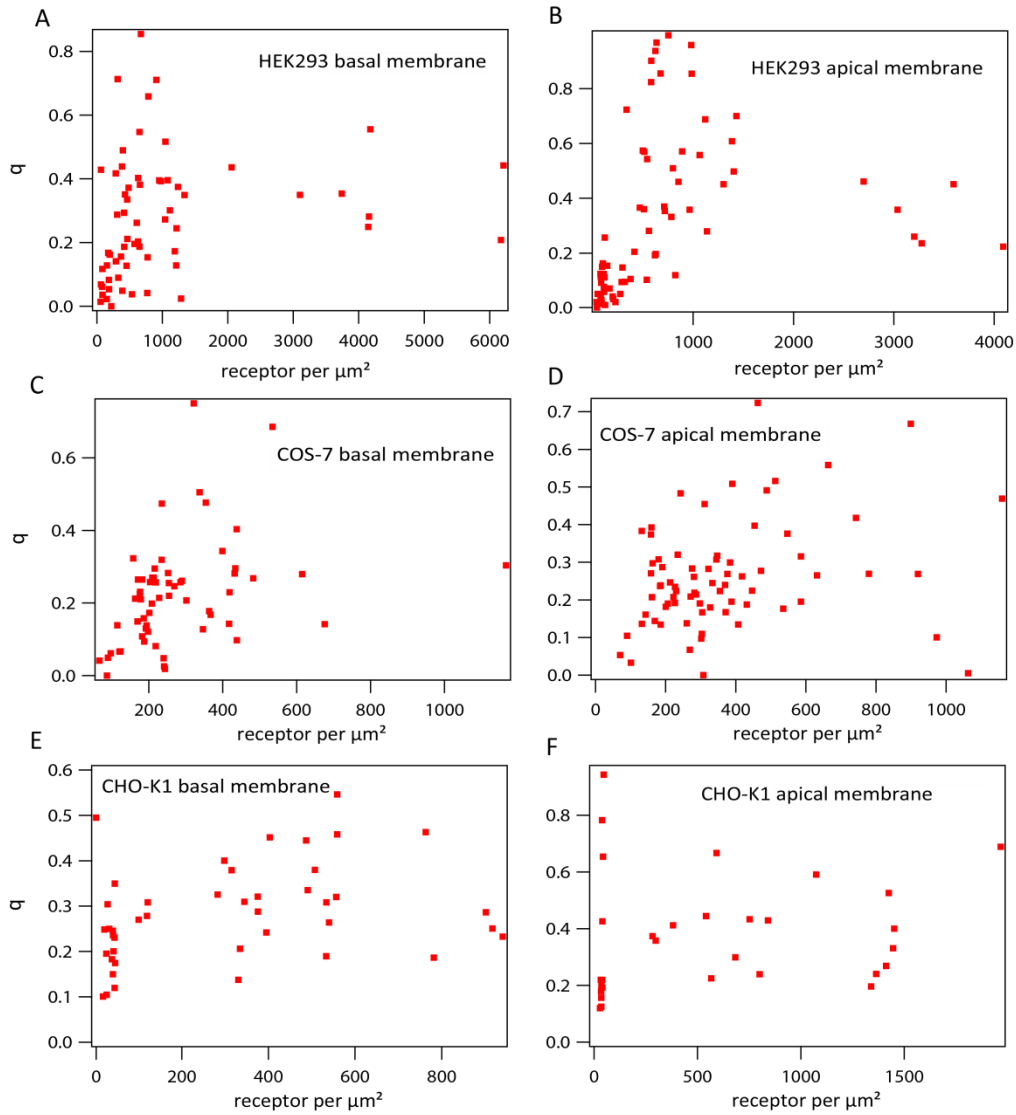 A
HEK293 basal membrane
q
0.8
0.6
0.4
0.2
0.0
0 1000 2000 3000 4000 5000 6000
receptor per µm²
B
HEK293 apical membrane
0.8
0.6
0.4
0.2
0.0
1000 2000 3000 4000
receptor per µm²
C
COS-7 basal membrane
0.6
0.4
0.2
0.0
200 400 600 800 1000
receptor per µm²
D
COS-7 apical membrane
0.7
0.6
0.5
0.4
0.3
0.2
0.1
0.0
0 200 400 600 800 1000
receptor per µm²
E
CHO-K1 basal membrane
q
0.6
0.5
0.4
0.3
0.2
0.1
0.0
0 200 400 600 800
receptor per µm²
F
CHO-K1 apical membrane
0.8
0.6
0.4
0.2
0.0
0 500 1000 1500
receptor per µm²